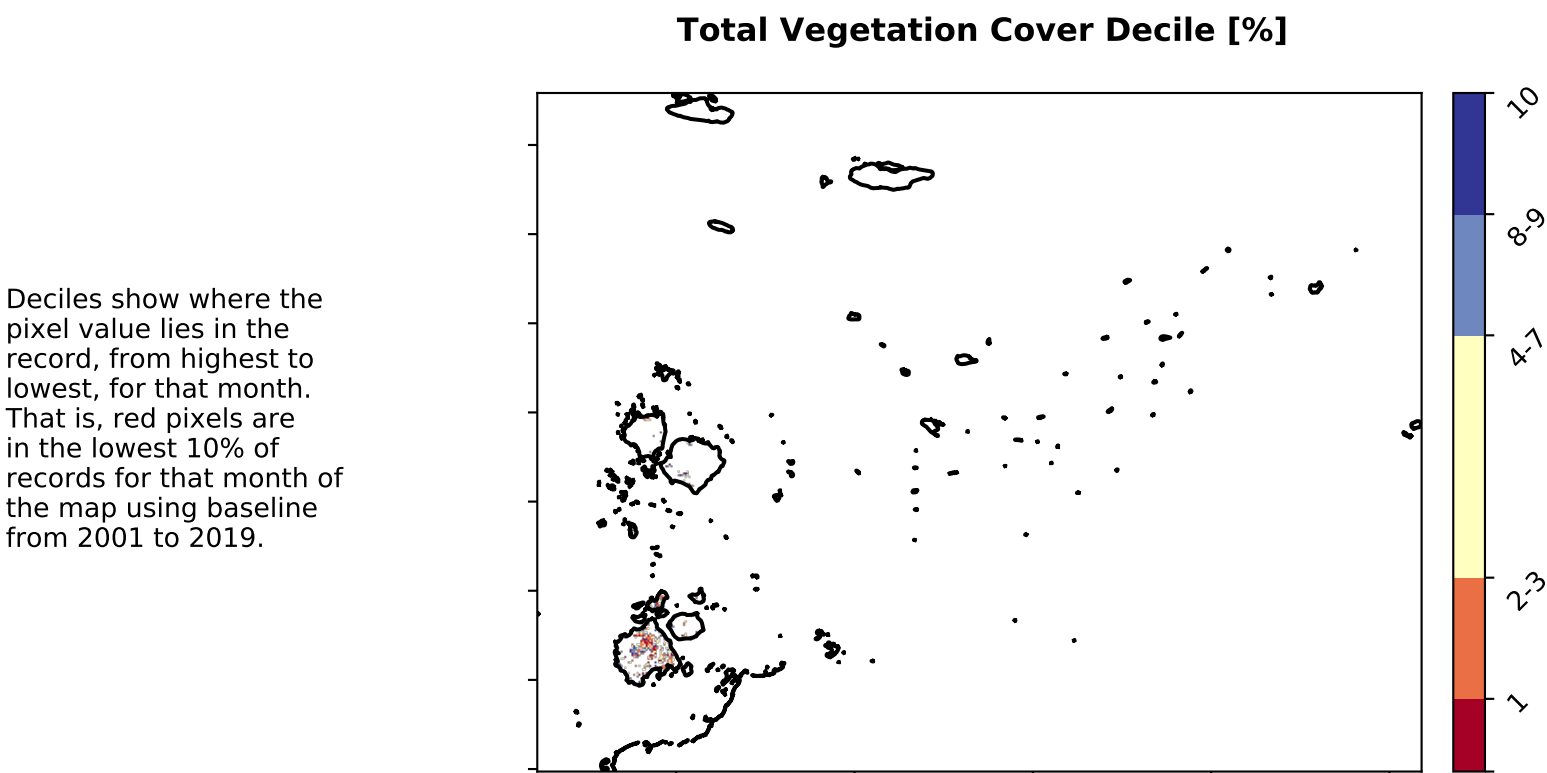 Total Vegetation Cover Decile [%]
Deciles show where the
pixel value lies in the
record, from highest to
lowest, for that month.
That is, red pixels are
in the lowest 10% of
records for that month of
the map using baseline
from 2001 to 2019.
10
8-9
4-7
2-3
1